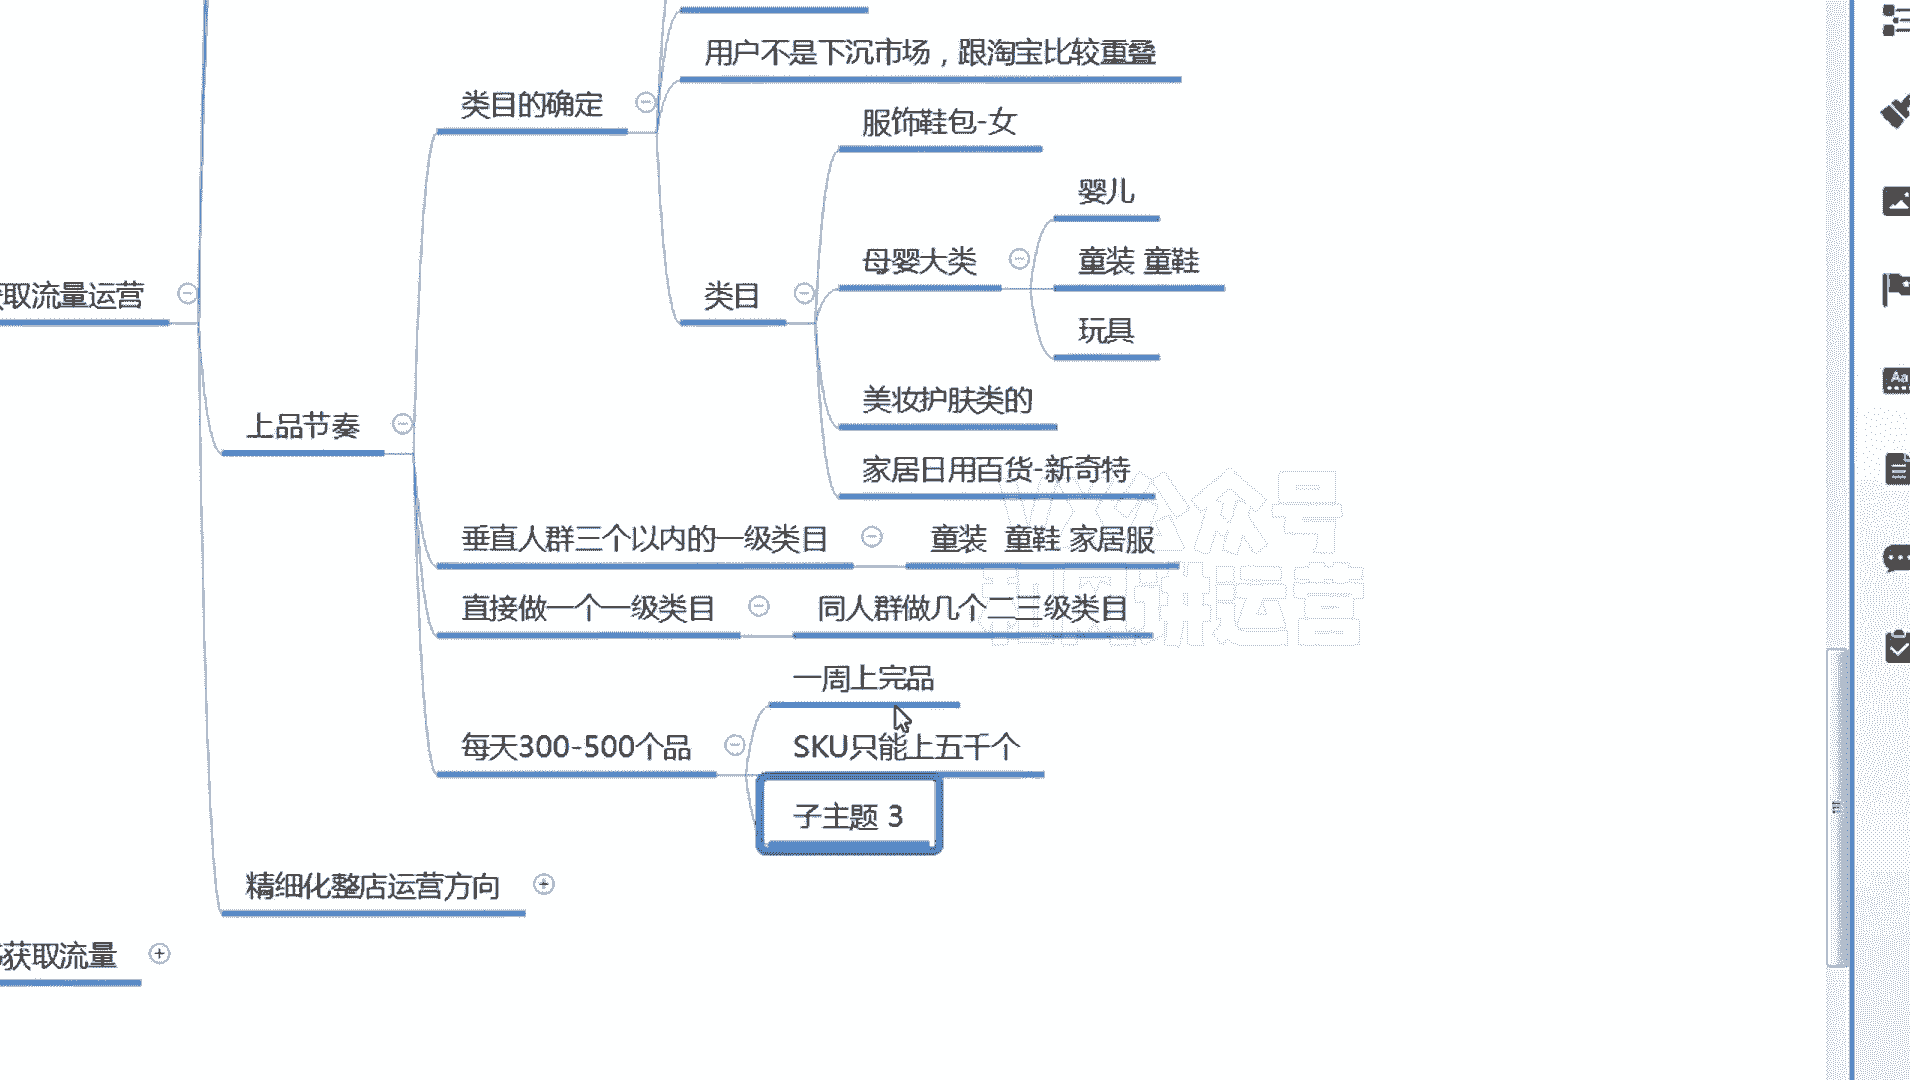 用户不是下沉市场，跟淘宝比较重叠
类目的确定
服饰鞋包-女
婴儿
母婴大类
童装 童鞋
取流量运营
类目
玩具
美妆护肤类的
上品节奏
家居日用百货-新奇特
垂直人群三个以内的一级类目
童装 童鞋 家居服
直接做一个一级类目
同人群做几个二三级类目
一周上完品
每天300-500个品
SKU只能上五千个
子主题 3
精细化整店运营方向
获取流量
VX公众号
和风讲运营
Aa